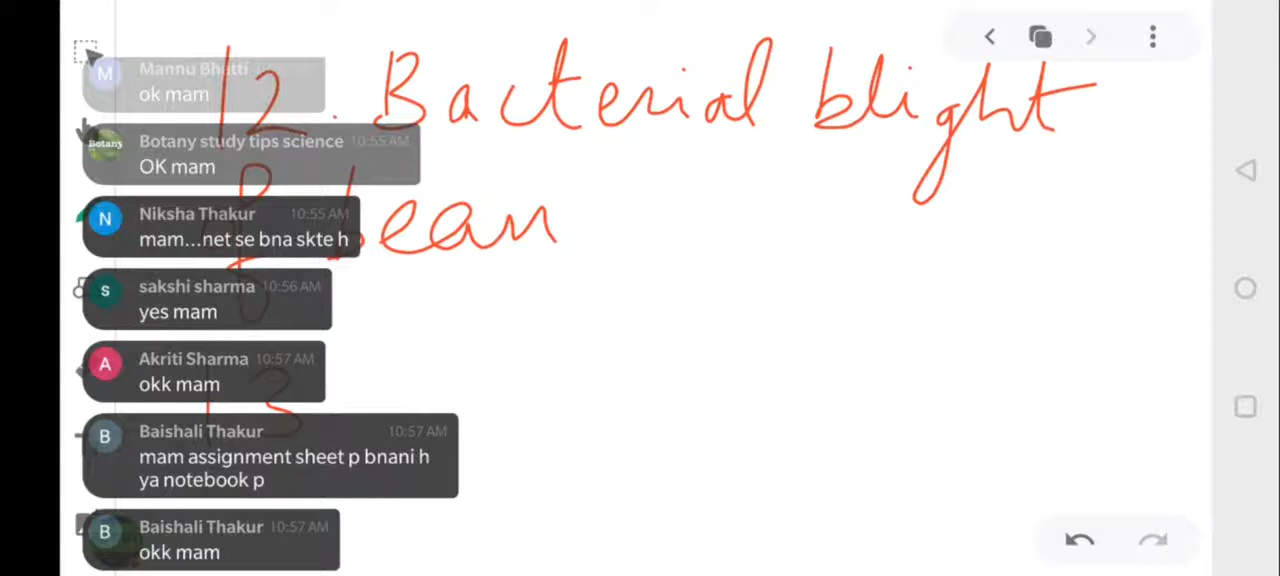 12. Bacterial blight
of bean
13
Mannu Bhatti
ok mam
Botany
Botany study tips science 10:55 AM
OK mam
N
Niksha Thakur 10:55 AM
mam...net se bna skte h
s
sakshi sharma 10:56 AM
yes mam
A
Akriti Sharma 10:57 AM
okk mam
B
Baishali Thakur 10:57 AM
mam assignment sheet p bnani h
ya notebook p
B
Baishali Thakur 10:57 AM
okk mam
M